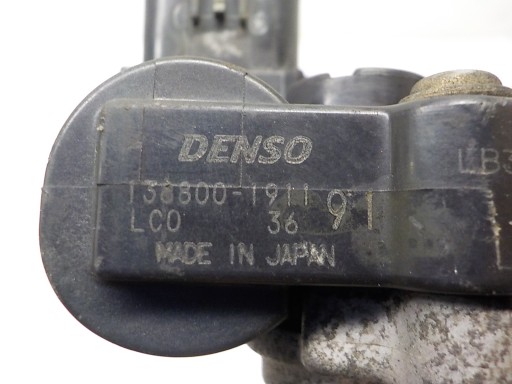 DENSO
138800-1911
LC0 36 91
MADE IN JAPAN